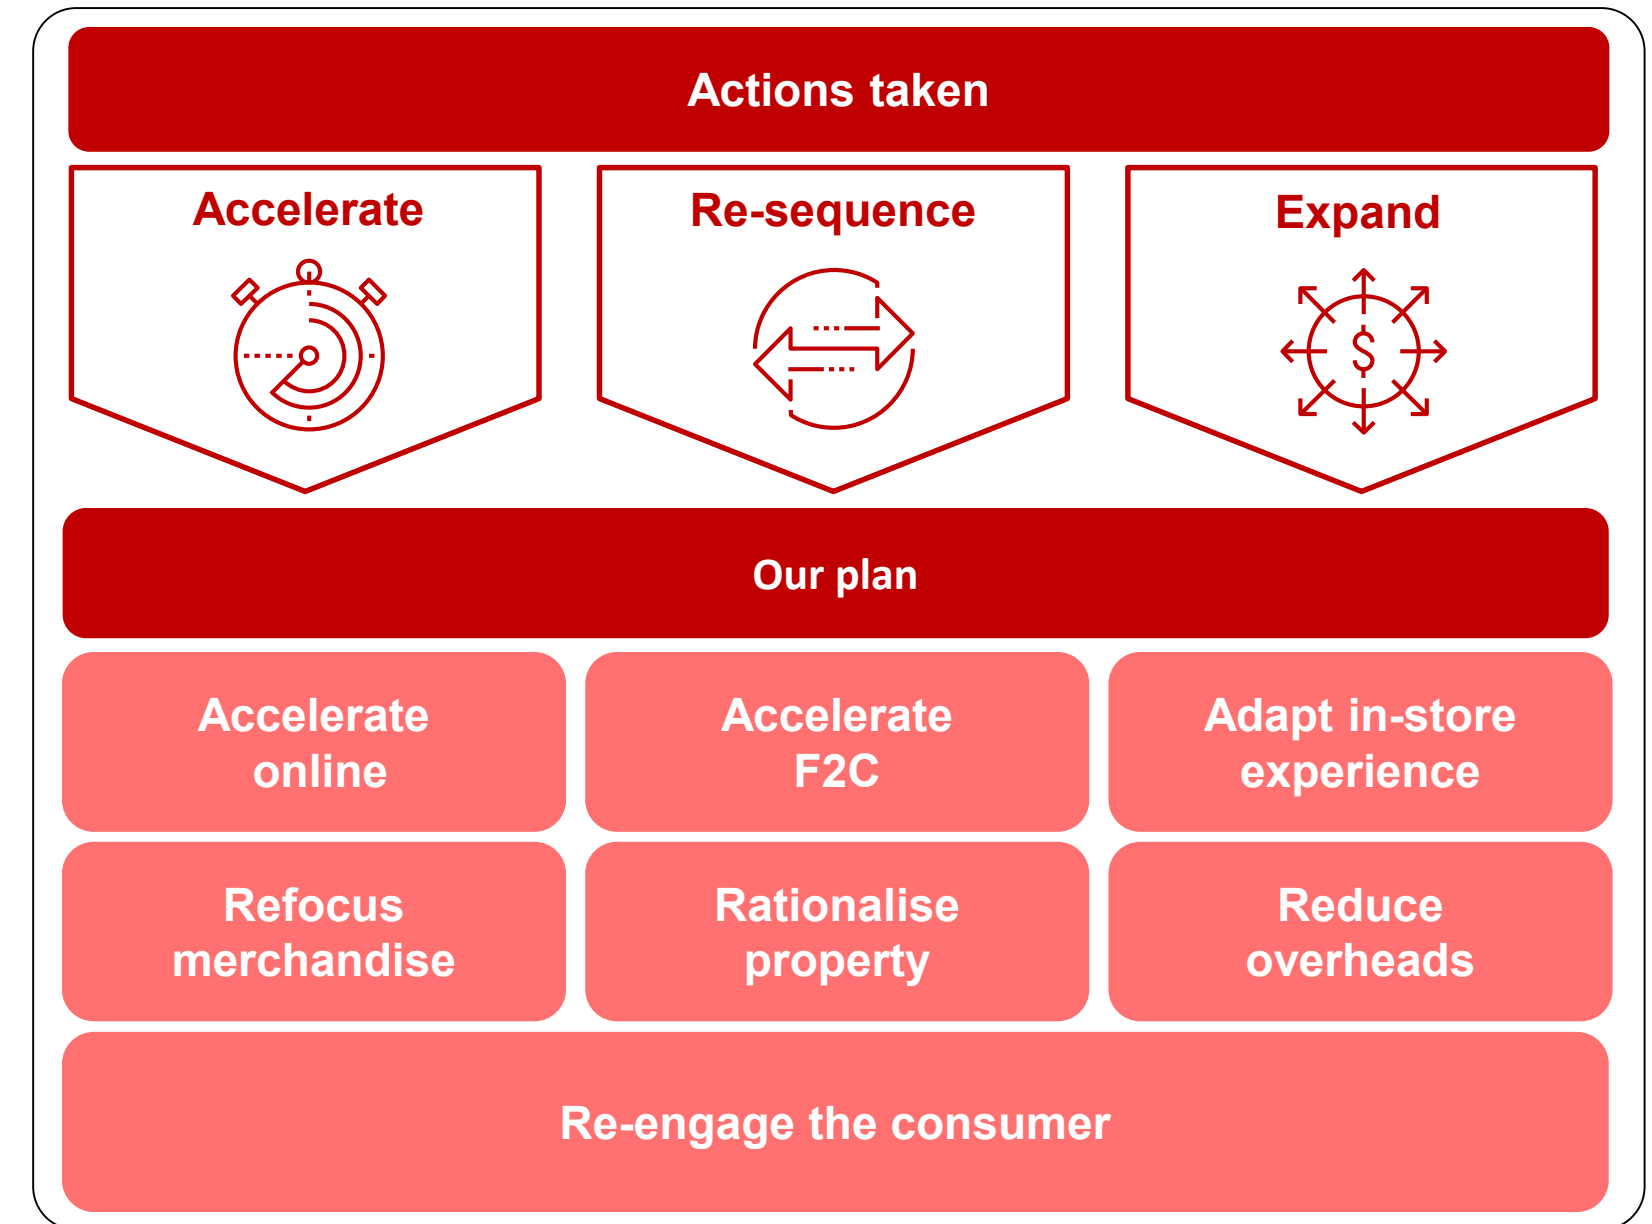 Actions taken
Accelerate
Re-sequence
Expand
$
Our plan
Accelerate
online
Accelerate
F2C
Adapt in-store
experience
Refocus
merchandise
Rationalise
property
Reduce
overheads
Re-engage the consumer